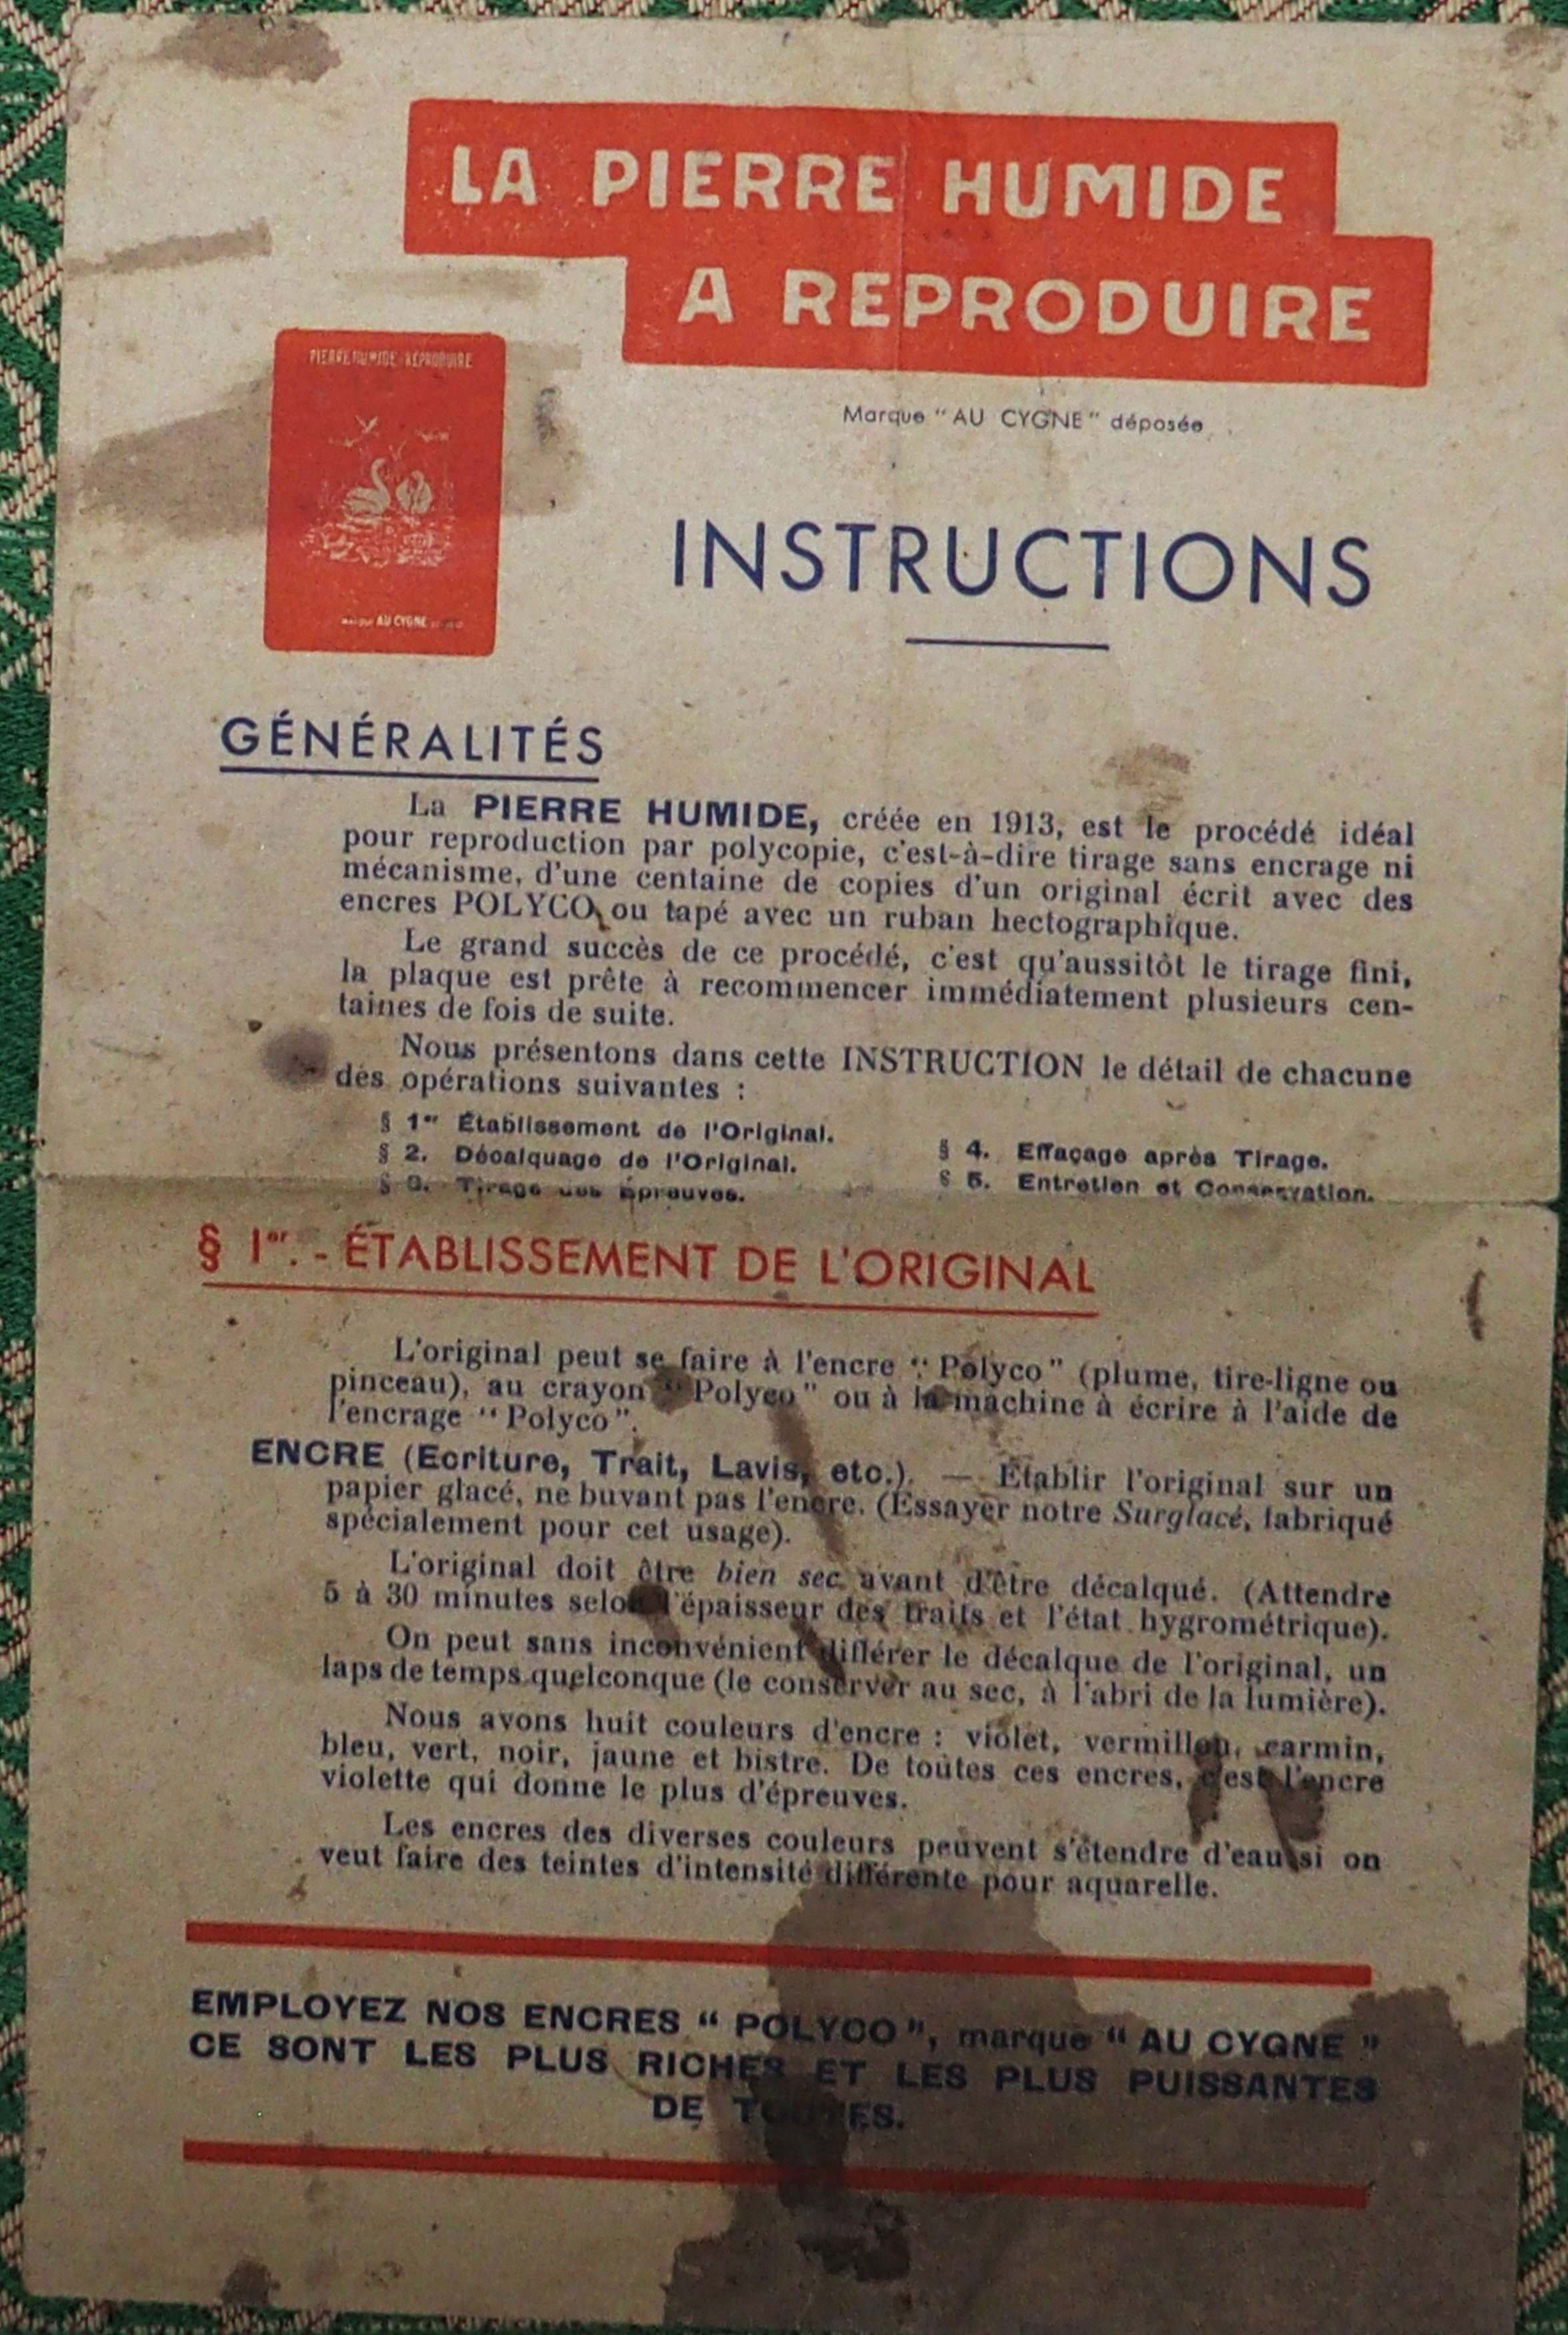 LA PIERRE HUMIDE
A REPRODUIRE
PIERRE HUMIDE REPRODUIRE
AU CYGNE
Marque “ AU CYGNE ” déposée
INSTRUCTIONS
GÉNÉRALITÉS
La PIERRE HUMIDE, créée en 1913, est le procédé idéal
pour reproduction par polycopie, c'est-à-dire tirage sans encrage ni
mécanisme, d'une centaine de copies d'un original écrit avec des
encres POLYCO ou tapé avec un ruban hectographique.
Le grand succès de ce procédé, c'est qu'aussitôt le tirage fini,
la plaque est prête à recommencer immédiatement plusieurs cen-
taines de fois de suite.
Nous présentons dans cette INSTRUCTION le détail de chacune
des opérations suivantes :
§ 1er Établissement de l'Original.
§ 2. Décalquage de l'Original.
§ 3. Tirage des Épreuves.
§ 4. Effaçage après Tirage.
§ 5. Entretien et Conservation.
§ 1er. - ÉTABLISSEMENT DE L'ORIGINAL
L'original peut se faire à l'encre “ Polyco ” (plume, tire-ligne ou
pinceau), au crayon “ Polyco ” ou à la machine à écrire à l'aide de
l'encrage “ Polyco ”.
ENCRE (Ecriture, Trait, Lavis, etc.). — Etablir l'original sur un
papier glacé, ne buvant pas l'encre. (Essayer notre Surglacé, fabriqué
spécialement pour cet usage).
L'original doit être bien sec avant d'être décalqué. (Attendre
5 à 30 minutes selon l'épaisseur des traits et l'état hygrométrique).
On peut sans inconvénient différer le décalque de l'original, un
laps de temps quelconque (le conserver au sec, à l'abri de la lumière).
Nous avons huit couleurs d'encre : violet, vermillon, carmin,
bleu, vert, noir, jaune et bistre. De toutes ces encres, c'est l'encre
violette qui donne le plus d'épreuves.
Les encres des diverses couleurs peuvent s'étendre d'eau si on
veut faire des teintes d'intensité différente pour aquarelle.
EMPLOYEZ NOS ENCRES “ POLYCO ”, marque “ AU CYGNE ”
CE SONT LES PLUS RICHES ET LES PLUS PUISSANTES
DE TOUTES.